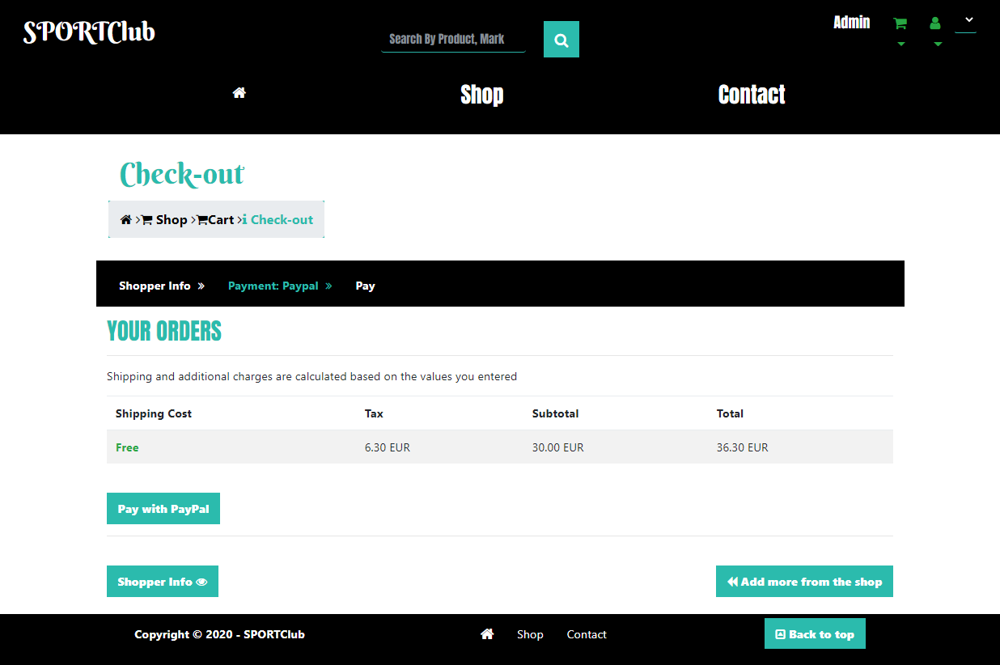 SPORTClub
Search By Product, Mark
Admin
Shop
Contact
Check-out
Shop Cart Check-out
Shopper Info » Payment: Paypal » Pay
YOUR ORDERS
Shipping and additional charges are calculated based on the values you entered
Shipping Cost Tax Subtotal Total
Free 6.30 EUR 30.00 EUR 36.30 EUR
Pay with PayPal
Shopper Info
Add more from the shop
Copyright © 2020 - SPORTClub
Shop
Contact
Back to top